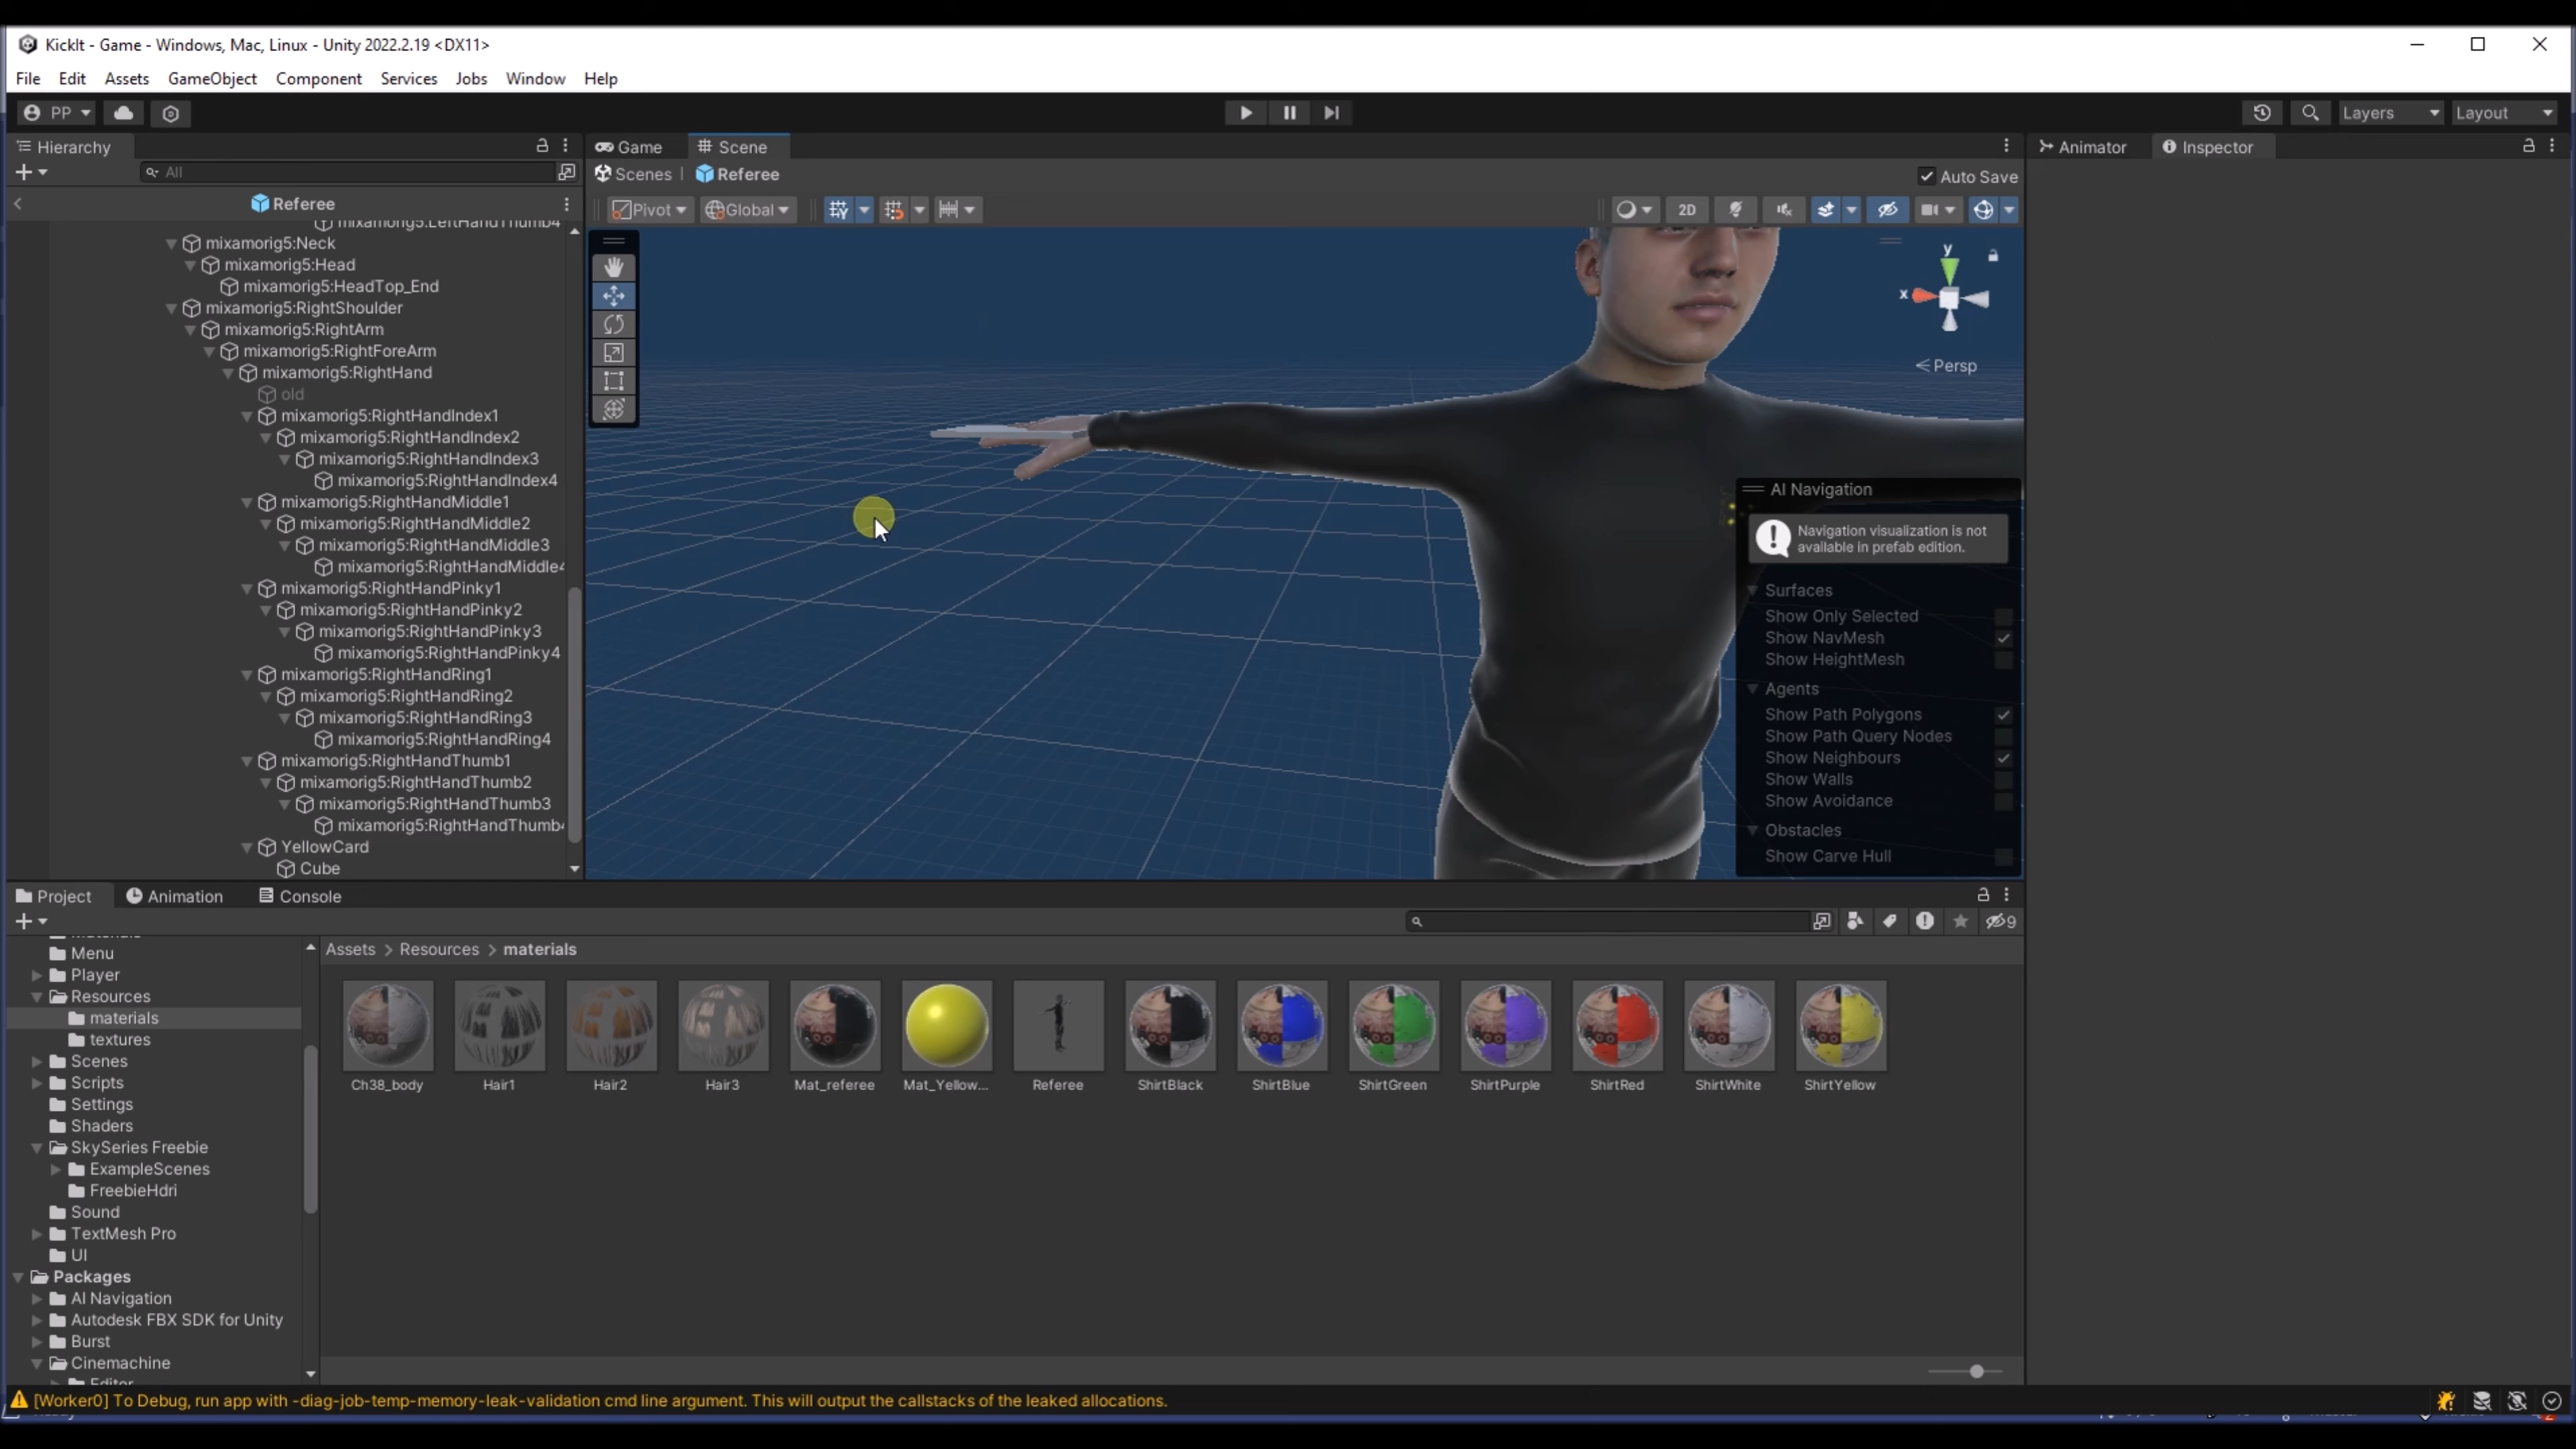 KickIt - Game - Windows, Mac, Linux - Unity 2022.2.19 <DX11>
File Edit Assets GameObject Component Services Jobs Window Help
PP Layers Layout
Hierarchy
All
Referee
mixamorig5:LeftHandThumb4
mixamorig5:Neck
mixamorig5:Head
mixamorig5:HeadTop_End
mixamorig5:RightShoulder
mixamorig5:RightArm
mixamorig5:RightForeArm
mixamorig5:RightHand
old
mixamorig5:RightHandIndex1
mixamorig5:RightHandIndex2
mixamorig5:RightHandIndex3
mixamorig5:RightHandIndex4
mixamorig5:RightHandMiddle1
mixamorig5:RightHandMiddle2
mixamorig5:RightHandMiddle3
mixamorig5:RightHandMiddle4
mixamorig5:RightHandPinky1
mixamorig5:RightHandPinky2
mixamorig5:RightHandPinky3
mixamorig5:RightHandPinky4
mixamorig5:RightHandRing1
mixamorig5:RightHandRing2
mixamorig5:RightHandRing3
mixamorig5:RightHandRing4
mixamorig5:RightHandThumb1
mixamorig5:RightHandThumb2
mixamorig5:RightHandThumb3
mixamorig5:RightHandThumb4
YellowCard
Cube
Game Scene
Scenes | Referee
Auto Save
Pivot Global 2D
y
x
Persp
AI Navigation
Navigation visualization is not
available in prefab edition.
Surfaces
Show Only Selected
Show NavMesh
Show HeightMesh
Agents
Show Path Polygons
Show Path Query Nodes
Show Neighbours
Show Walls
Show Avoidance
Obstacles
Show Carve Hull
Animator Inspector
Project Animation Console
9
Menu
Player
Resources
materials
textures
Scenes
Scripts
Settings
Shaders
SkySeries Freebie
ExampleScenes
FreebieHdri
Sound
TextMesh Pro
UI
Packages
AI Navigation
Autodesk FBX SDK for Unity
Burst
Cinemachine
Editor
Assets > Resources > materials
Ch38_body Hair1 Hair2 Hair3 Mat_referee Mat_Yellow... Referee ShirtBlack ShirtBlue ShirtGreen ShirtPurple ShirtRed ShirtWhite ShirtYellow
[Worker0] To Debug, run app with -diag-job-temp-memory-leak-validation cmd line argument. This will output the callstacks of the leaked allocations.